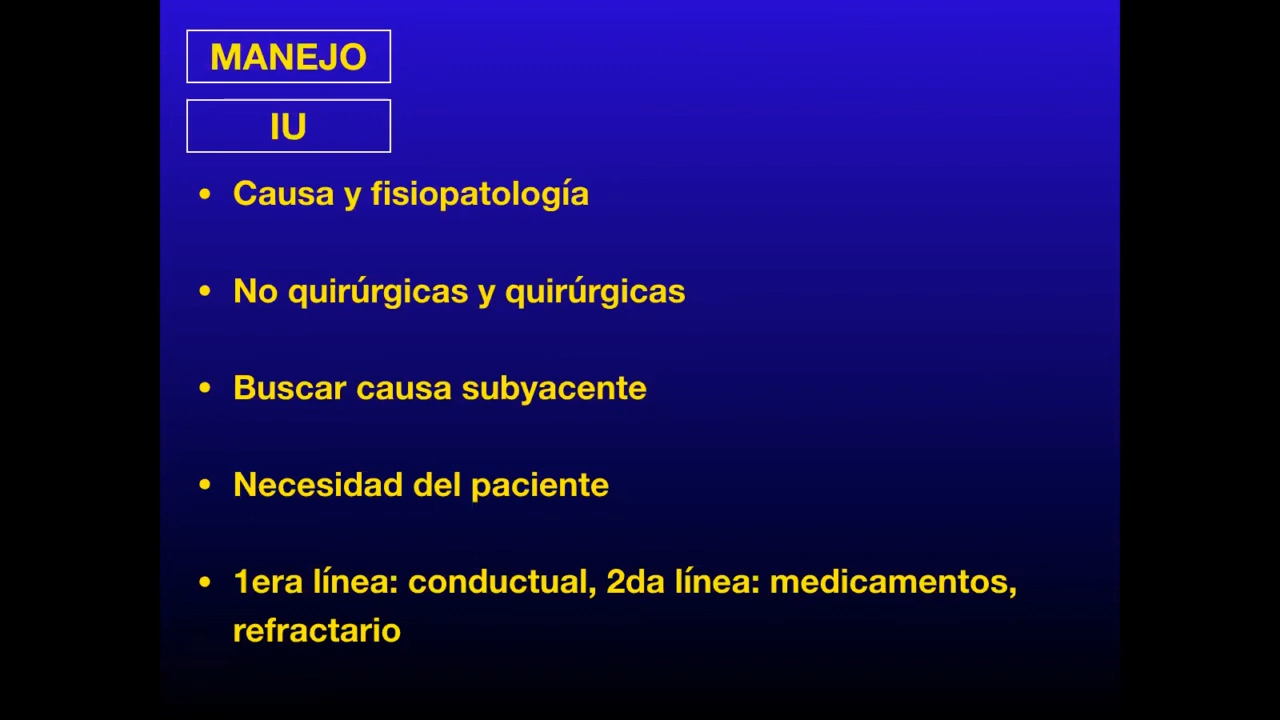 MANEJO
IU
• Causa y fisiopatología
• No quirúrgicas y quirúrgicas
• Buscar causa subyacente
• Necesidad del paciente
• 1era línea: conductual, 2da línea: medicamentos,
refractario